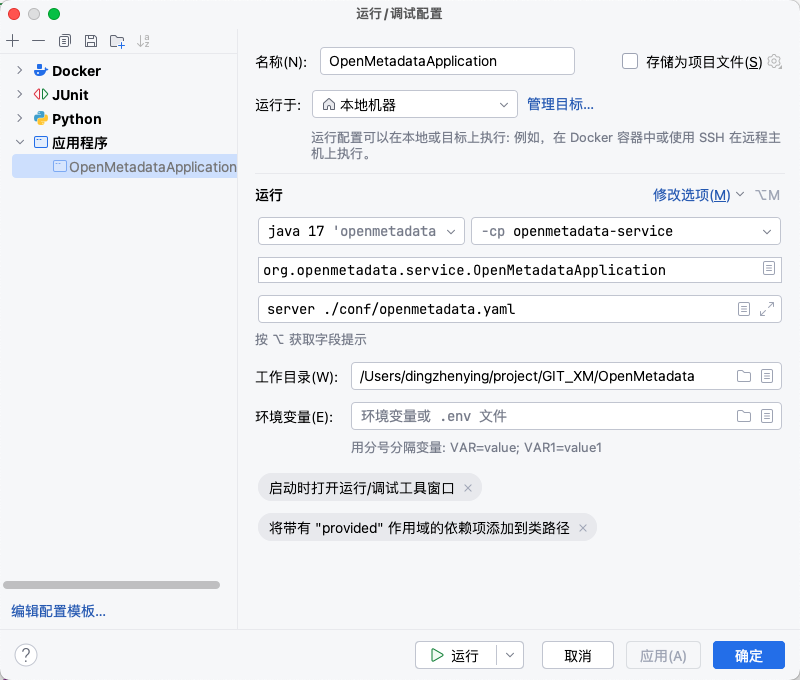 运行/调试配置
Docker
JUnit
Python
应用程序
OpenMetadataApplication
编辑配置模板...
名称(N):
OpenMetadataApplication
存储为项目文件(S)
运行于:
本地机器
管理目标...
运行配置可以在本地或目标上执行: 例如，在 Docker 容器中或使用 SSH 在远程主
机上执行。
运行
修改选项(M)
⌥M
java 17 'openmetadata
-cp openmetadata-service
org.openmetadata.service.OpenMetadataApplication
server ./conf/openmetadata.yaml
按 ⌥ 获取字段提示
工作目录(W):
/Users/dingzhenying/project/GIT_XM/OpenMetadata
环境变量(E):
环境变量或 .env 文件
用分号分隔变量: VAR=value; VAR1=value1
启动时打开运行/调试工具窗口 ×
将带有 "provided" 作用域的依赖项添加到类路径 ×
?
运行
取消
应用(A)
确定